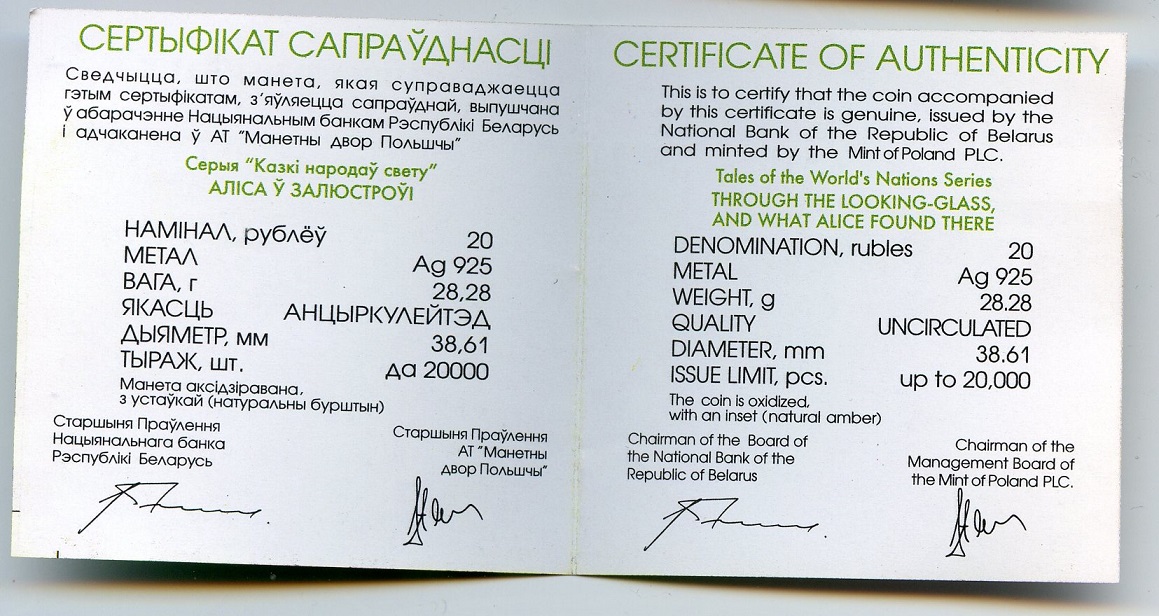 СЕРТЫФІКАТ САПРАЎДНАСЦІ
Сведчыцца, што манета, якая суправаджаецца
гэтым сертыфікатам, з'яўляецца сапраўднай, выпушчана
ў абарачэнне Нацыянальным банкам Рэспублікі Беларусь
і адчаканена ў АТ "Манетны двор Польшчы"
Серыя "Казкі народаў свету"
АЛІСА Ў ЗАЛЮСТРОЎІ
НАМІНАЛ, рублёў 20
МЕТАЛ Ag 925
ВАГА, г 28,28
ЯКАСЦЬ АНЦЫРКУЛЕЙТЭД
ДЫЯМЕТР, мм 38,61
ТЫРАЖ, шт. да 20000
Манета аксідзіравана,
з устаўкай (натуральны бурштын)
Старшыня Праўлення
Нацыянальнага банка
Рэспублікі Беларусь
Старшыня Праўлення
АТ "Манетны
двор Польшчы"
CERTIFICATE OF AUTHENTICITY
This is to certify that the coin accompanied
by this certificate is genuine, issued by the
National Bank of the Republic of Belarus
and minted by the Mint of Poland PLC.
Tales of the World's Nations Series
THROUGH THE LOOKING-GLASS,
AND WHAT ALICE FOUND THERE
DENOMINATION, rubles 20
METAL Ag 925
WEIGHT, g 28.28
QUALITY UNCIRCULATED
DIAMETER, mm 38.61
ISSUE LIMIT, pcs. up to 20,000
The coin is oxidized,
with an inset (natural amber)
Chairman of the Board of
the National Bank of the
Republic of Belarus
Chairman of the
Management Board of
the Mint of Poland PLC.